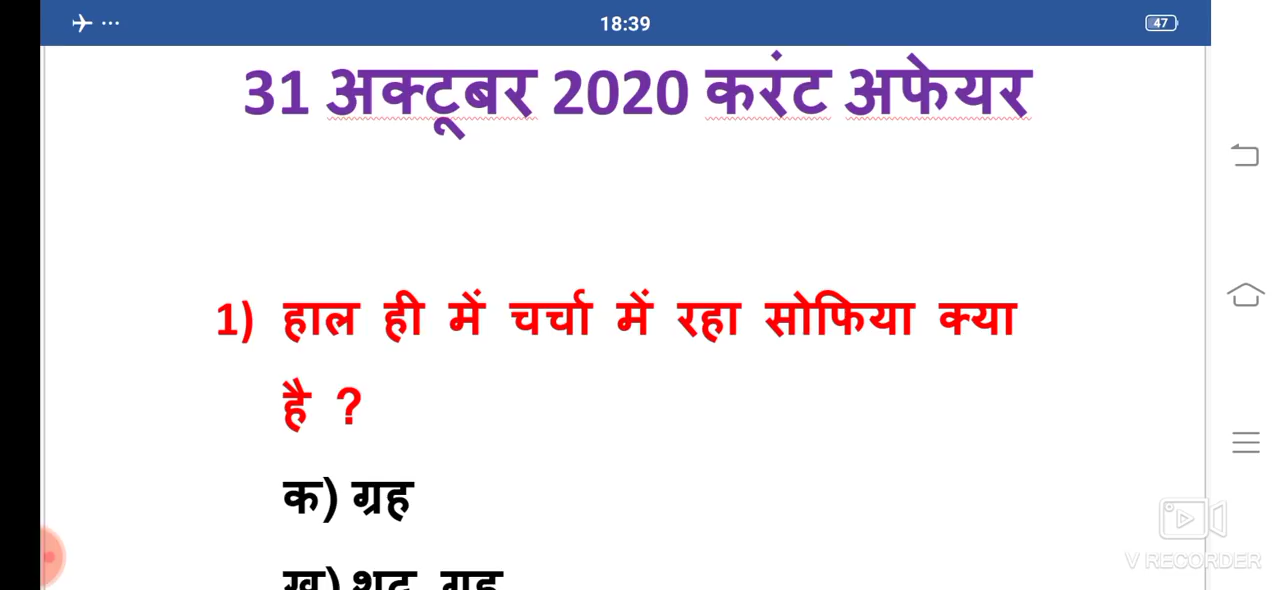 18:39
47
31 अक्टूबर 2020 करंट अफेयर
1) हाल ही में चर्चा में रहा सोफिया क्या
है ?
क) ग्रह
V RECORDER